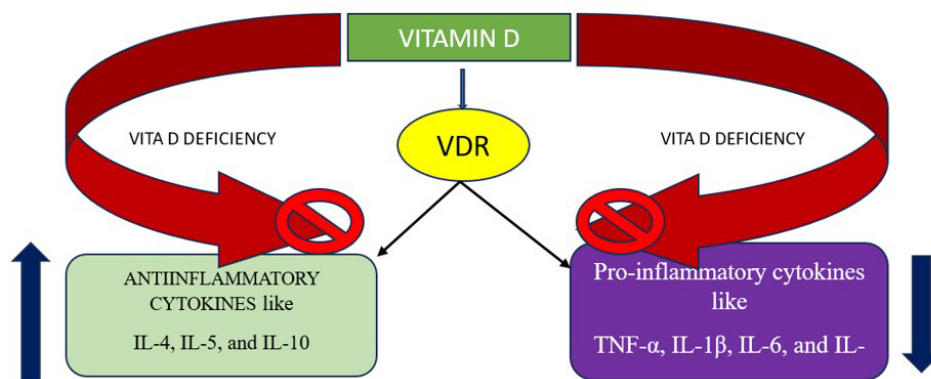 VITAMIN D
VITA D DEFICIENCY
VITA D DEFICIENCY
VDR
ANTIINFLAMMATORY
CYTOKINES like
IL-4, IL-5, and IL-10
Pro-inflammatory cytokines
like
TNF-α, IL-1β, IL-6, and IL-